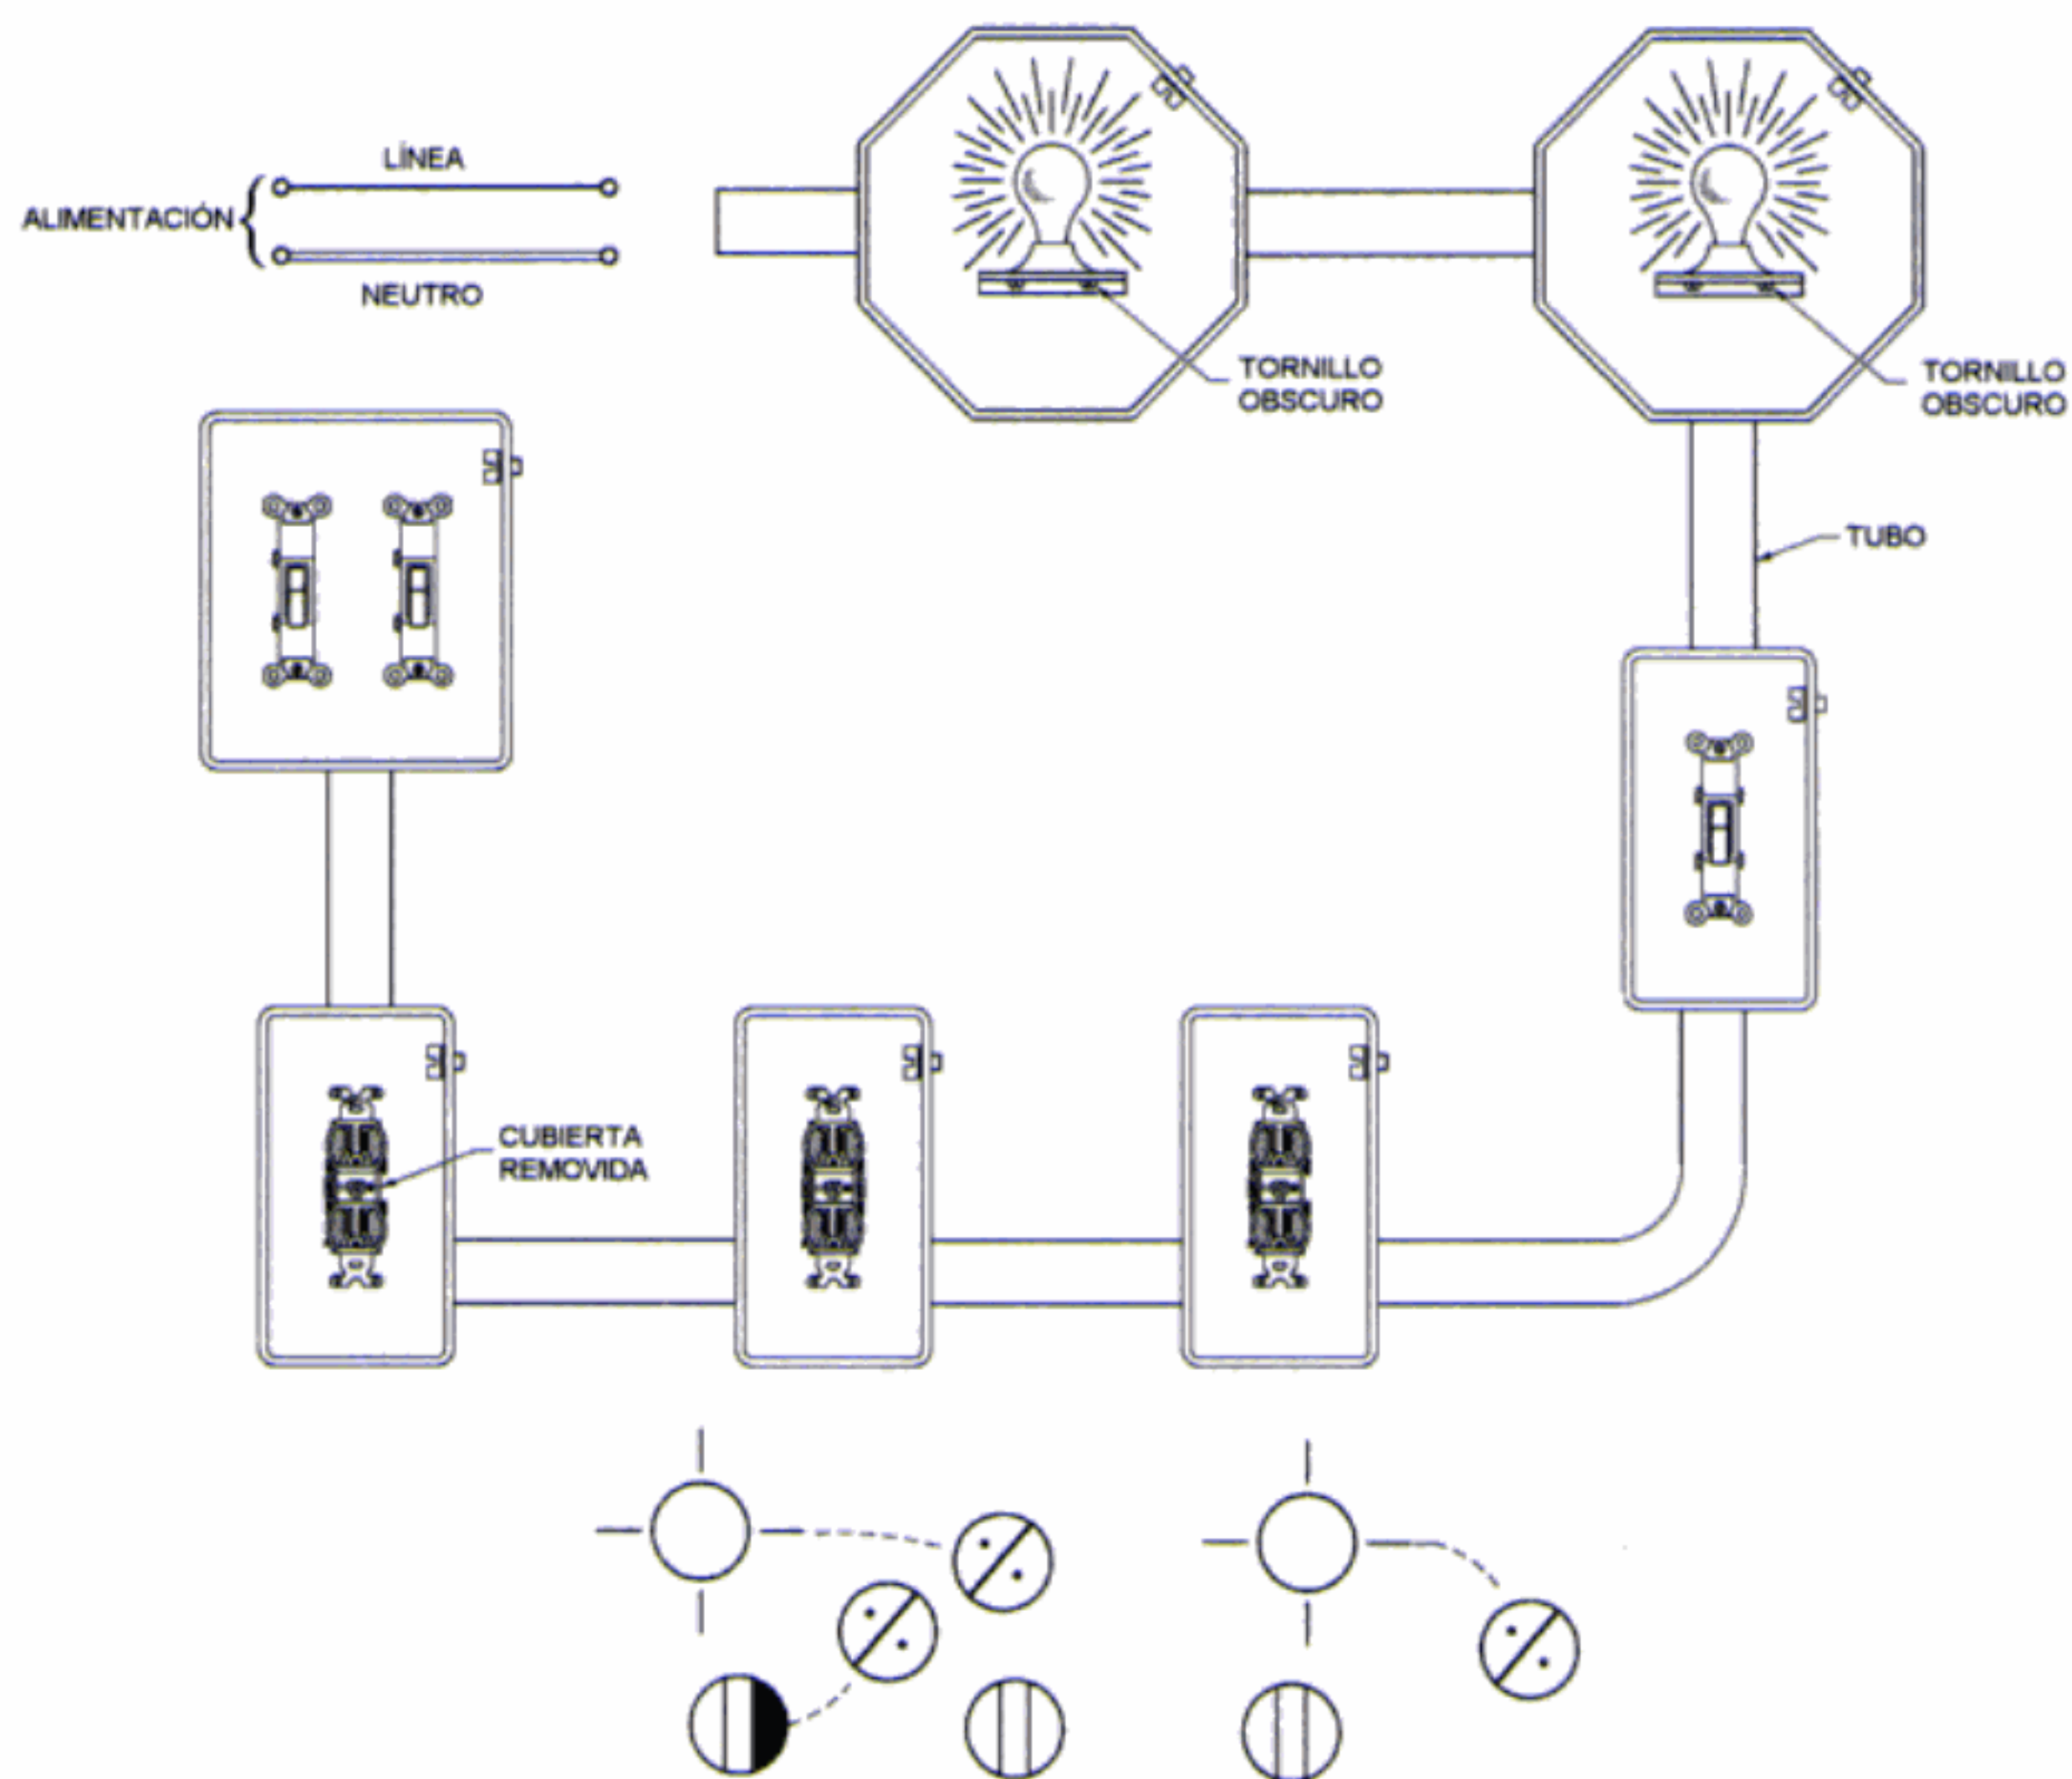 LÍNEA
ALIMENTACIÓN
NEUTRO
TORNILLO
OBSCURO
TORNILLO
OBSCURO
TUBO
CUBIERTA
REMOVIDA